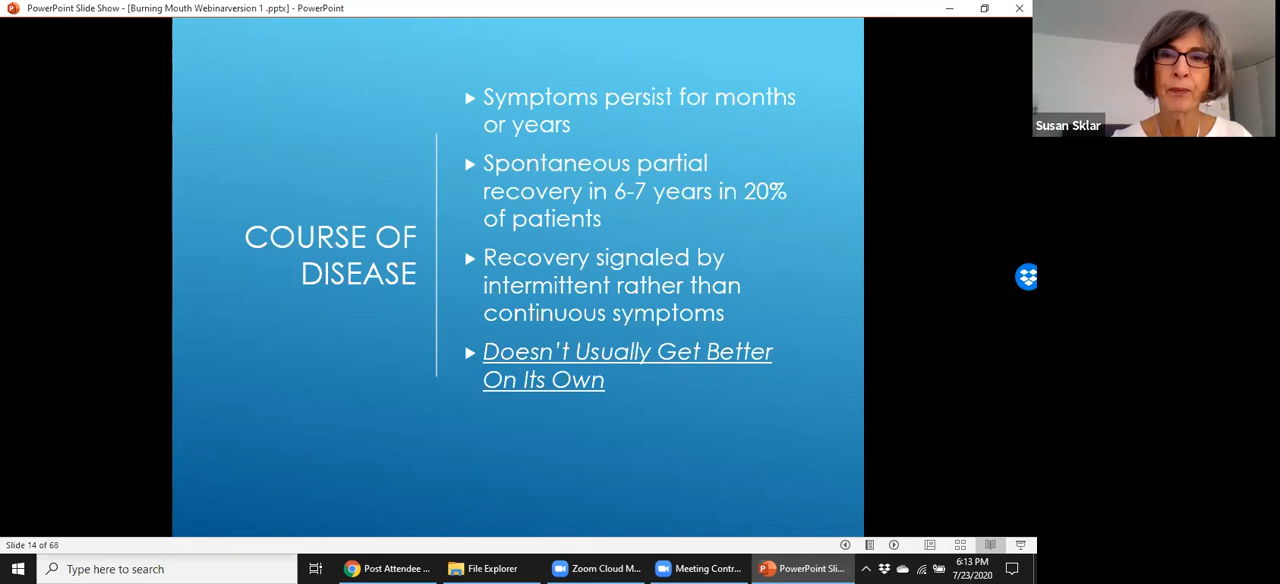 PowerPoint Slide Show - [Burning Mouth Webinarversion 1 .pptx] - PowerPoint
Symptoms persist for months
or years
Spontaneous partial
recovery in 6-7 years in 20%
of patients
COURSE OF
DISEASE
Recovery signaled by
intermittent rather than
continuous symptoms
Doesn't Usually Get Better
On Its Own
Susan Sklar
Slide 14 of 68
Type here to search
Post Attendee ...
File Explorer
Zoom Cloud M...
Meeting Contr...
PowerPoint Sli...
6:13 PM
7/23/2020